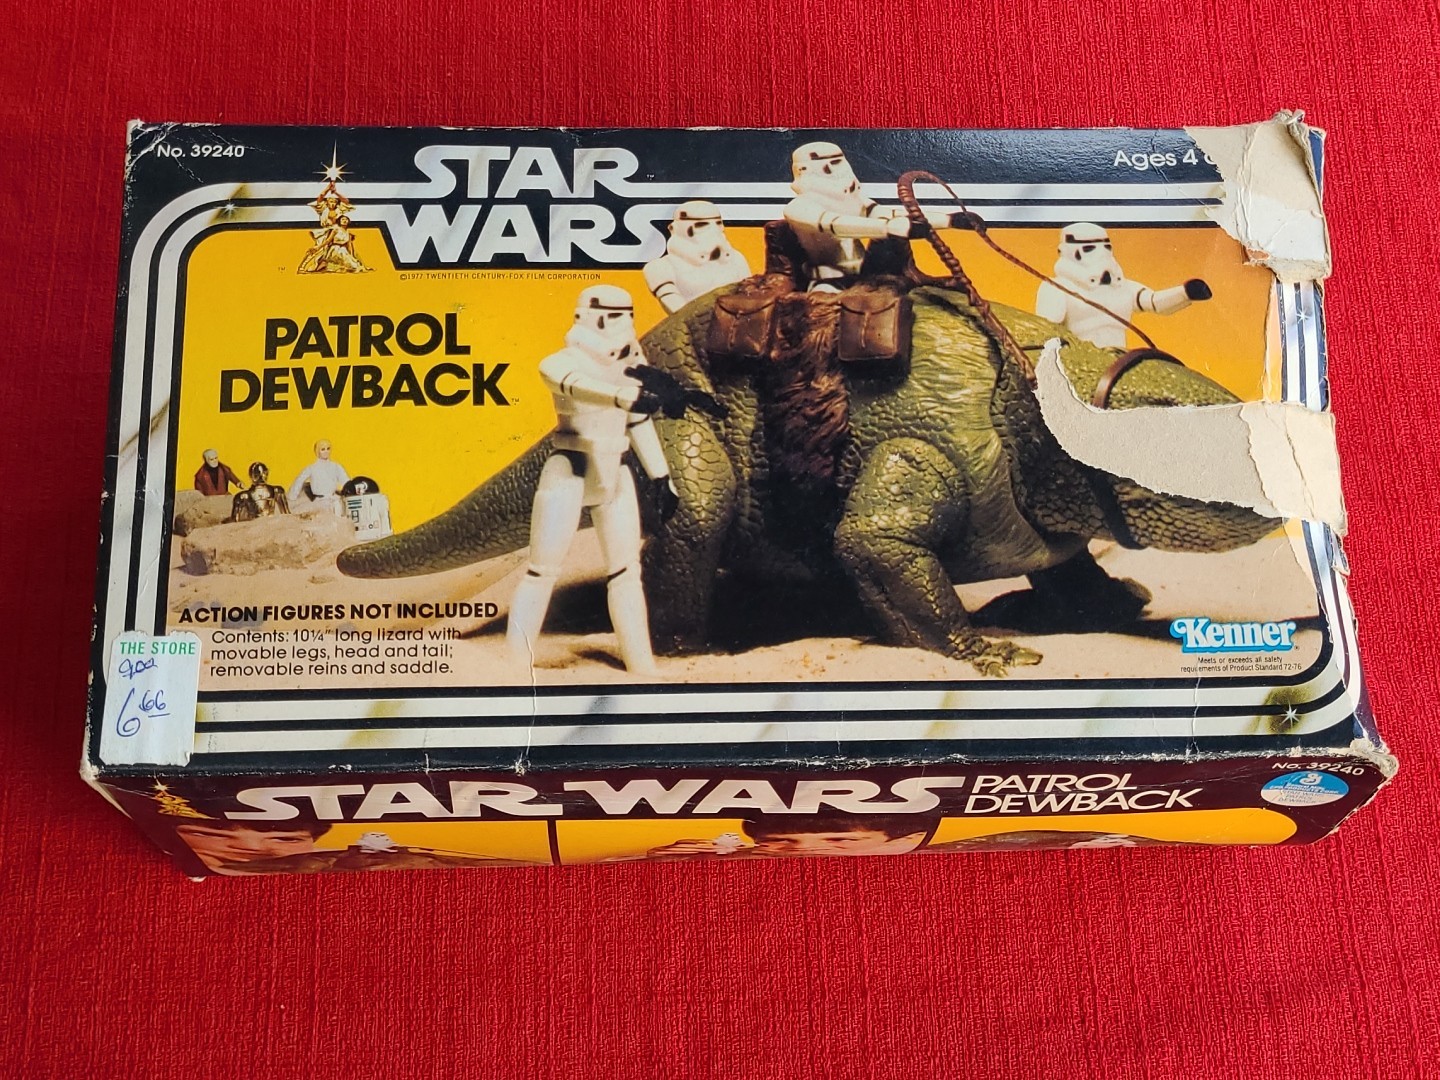 No. 39240
Ages 4
STAR
WARS
©1977 TWENTIETH CENTURY-FOX FILM CORPORATION
PATROL
DEWBACK
TM
ACTION FIGURES NOT INCLUDED
Contents: 10¼" long lizard with
movable legs, head and tail;
removable reins and saddle.
Kenner
Meets or exceeds all safety
requirements of Product Standard 72-76
THE STORE
900
6 66
STAR WARS PATROL
DEWBACK
No. 39240